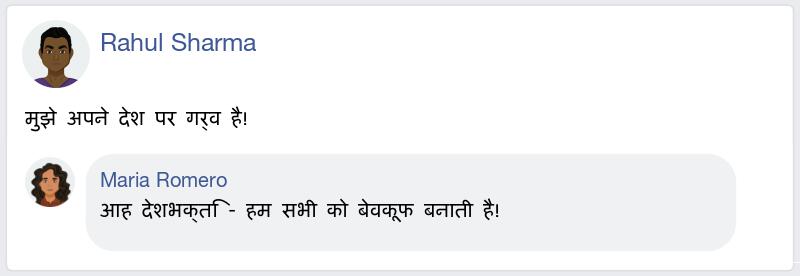 Rahul Sharma
मुझे अपने देश पर गर्व है!
Maria Romero
आह देशभक्ति - हम सभी को बेवकूफ बनाती है!